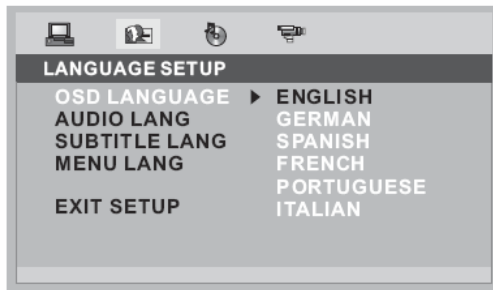 LANGUAGE SETUP
OSD LANGUAGE ▶ ENGLISH
AUDIO LANG GERMAN
SUBTITLE LANG SPANISH
MENU LANG FRENCH
PORTUGUESE
EXIT SETUP ITALIAN